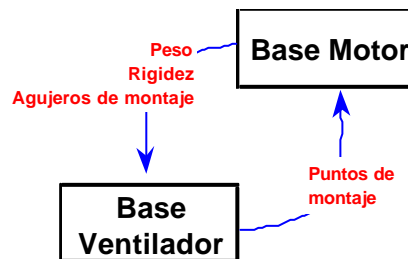 Peso
Rigidez
Agujeros de montaje
Base Motor
Puntos de
montaje
Base
Ventilador